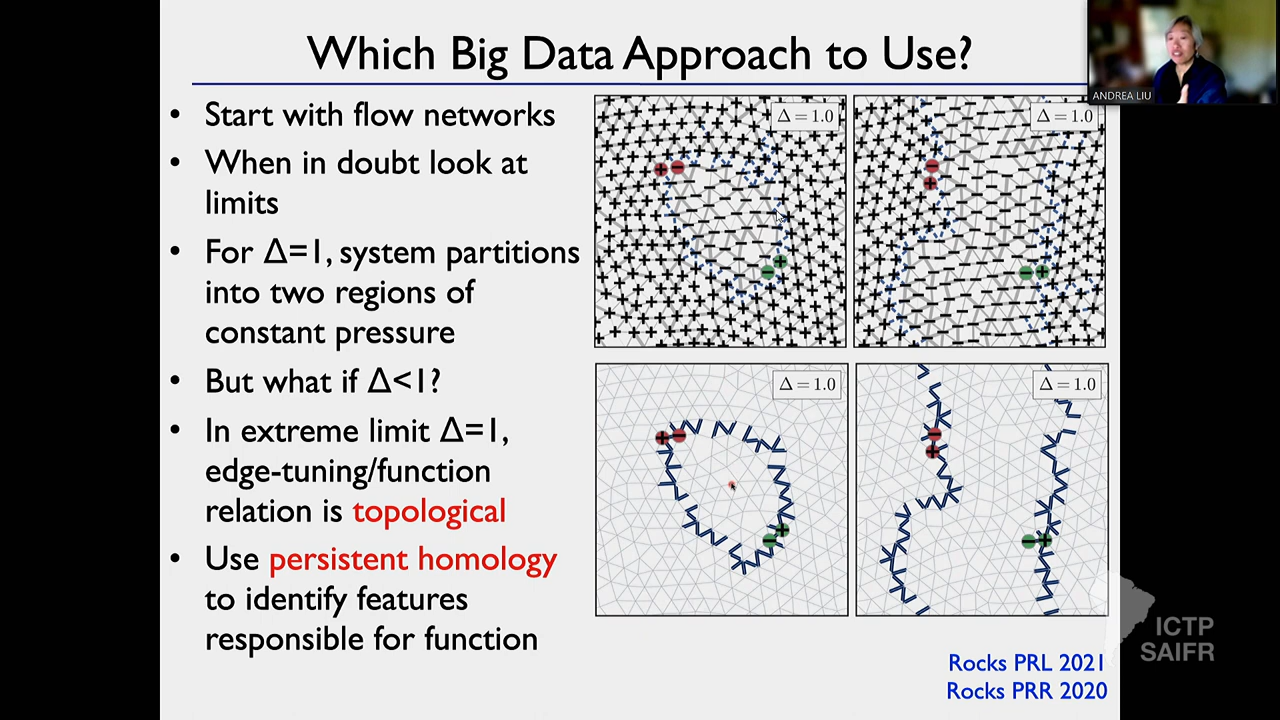 Which Big Data Approach to Use?
ANDREA LIU
• Start with flow networks
• When in doubt look at
limits
• For Δ=1, system partitions
into two regions of
constant pressure
• But what if Δ<1?
• In extreme limit Δ=1,
edge-tuning/function
relation is topological
• Use persistent homology
to identify features
responsible for function
Δ = 1.0
Δ = 1.0
Δ = 1.0
Δ = 1.0
Rocks PRL 2021
Rocks PRR 2020
ICTP
SAIFR